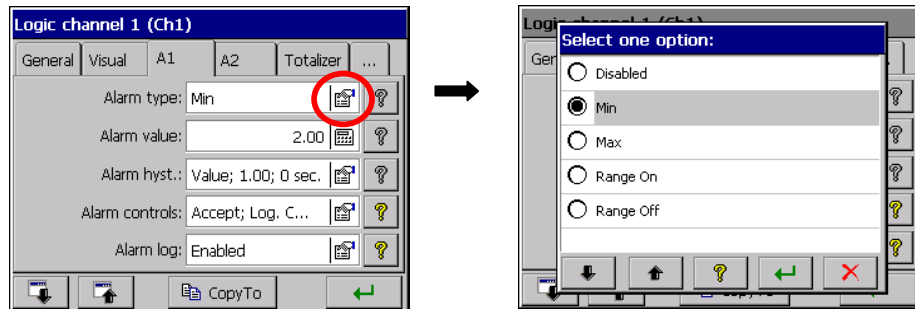 Logic channel 1 (Ch1)
General Visual A1 A2 Totalizer ...
Alarm type: Min
Alarm value: 2.00
Alarm hyst.: Value; 1.00; 0 sec.
Alarm controls: Accept; Log. C...
Alarm log: Enabled
CopyTo
Select one option:
Disabled
Min
Max
Range On
Range Off